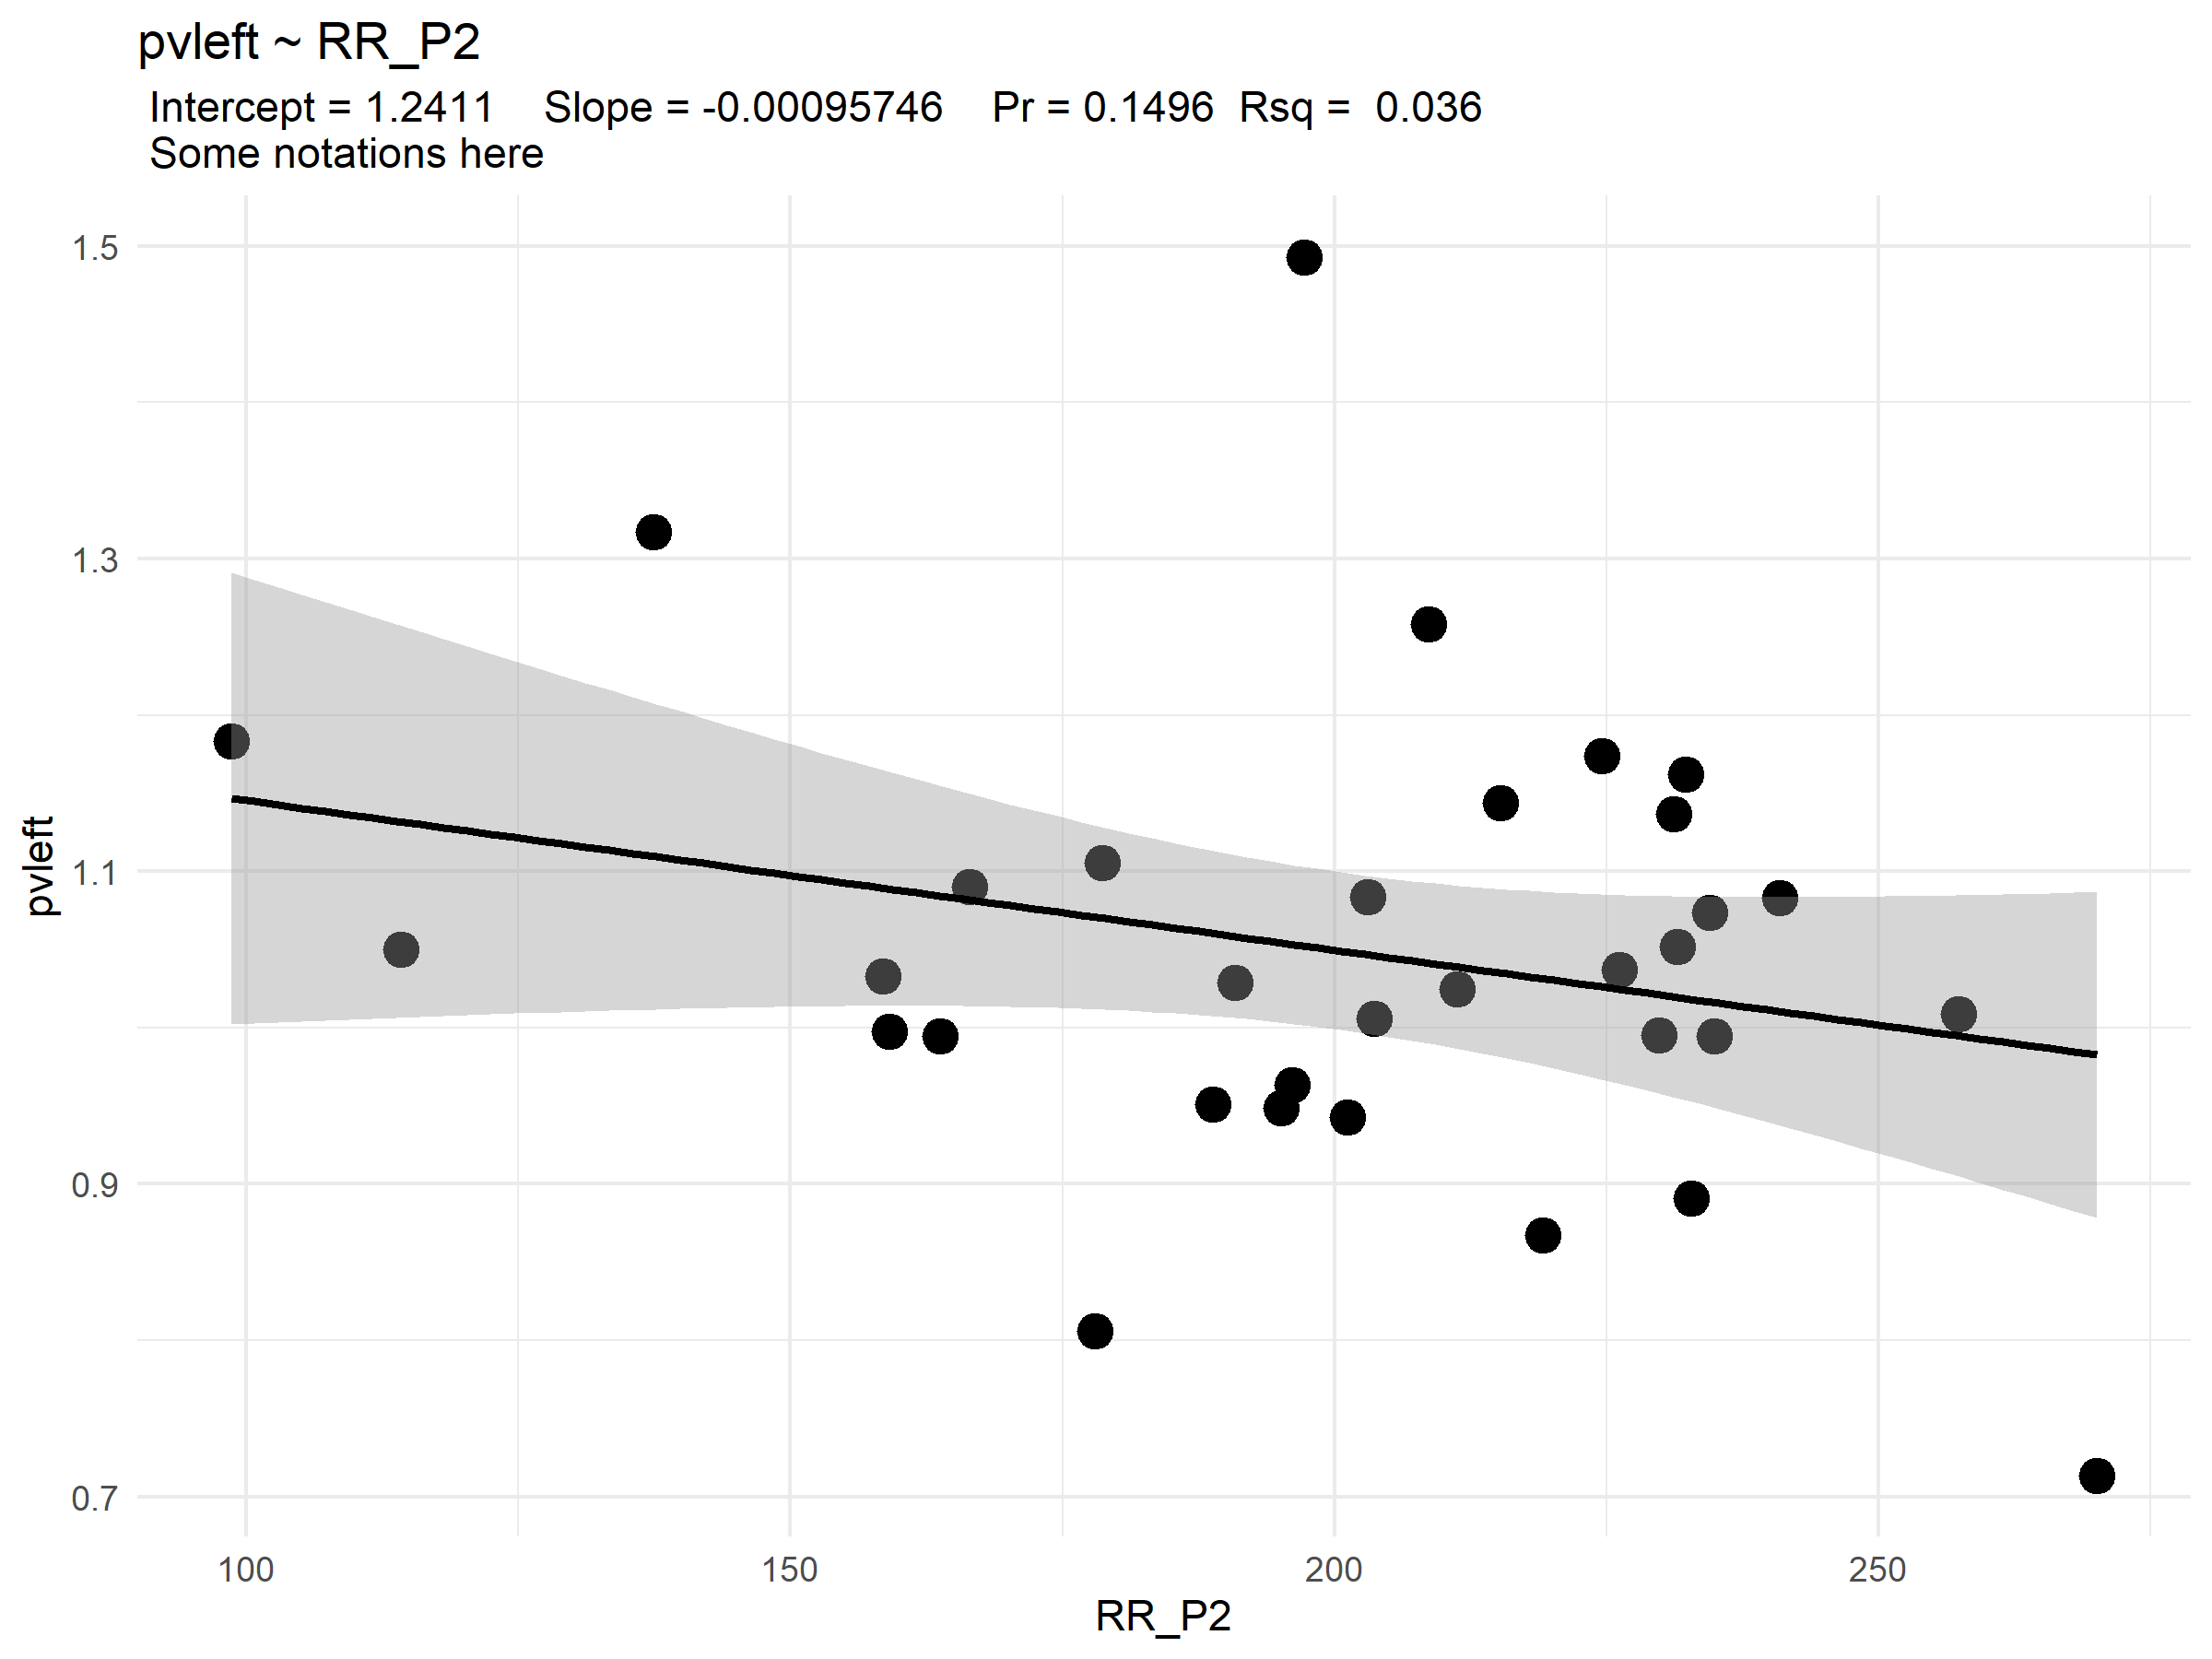 pvleft ~ RR_P2
Intercept = 1.2411 Slope = -0.00095746 Pr = 0.1496 Rsq = 0.036
Some notations here
1.5
1.3
1.1
0.9
0.7
pvleft
100 150 200 250
RR_P2